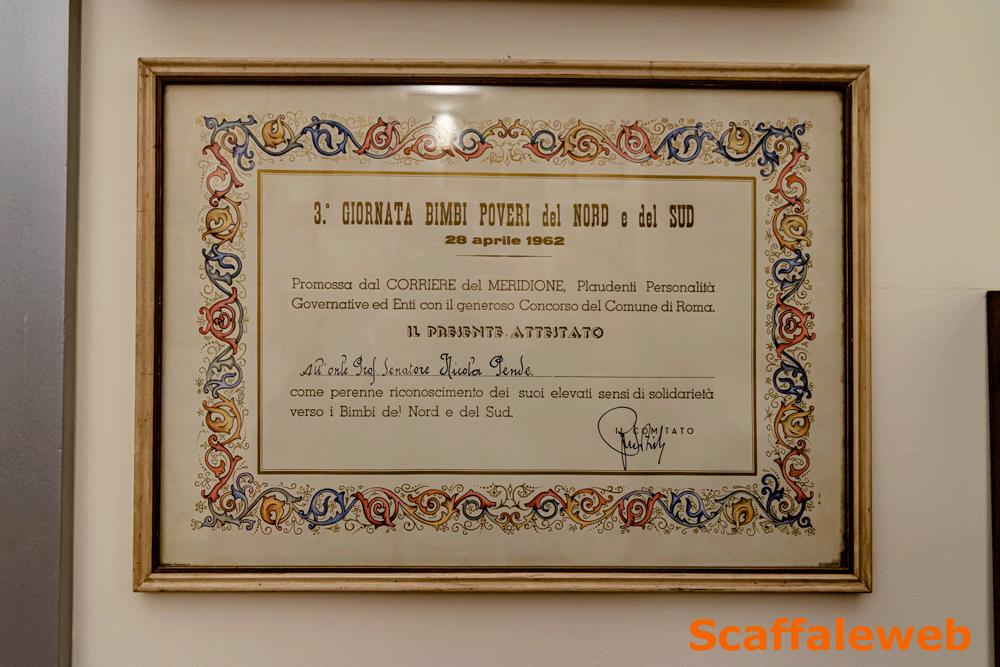 3.° GIORNATA BIMBI POVERI del NORD e del SUD
28 aprile 1962
Promossa dal CORRIERE del MERIDIONE, Plaudenti Personalità
Governative ed Enti con il generoso Concorso del Comune di Roma.
IL PRESENTE ATTESTATO
All'onle Prof. Senatore Nicola Pende.
come perenne riconoscimento dei suoi elevati sensi di solidarietà
verso i Bimbi del Nord e del Sud.
IL COMITATO
Scaffaleweb